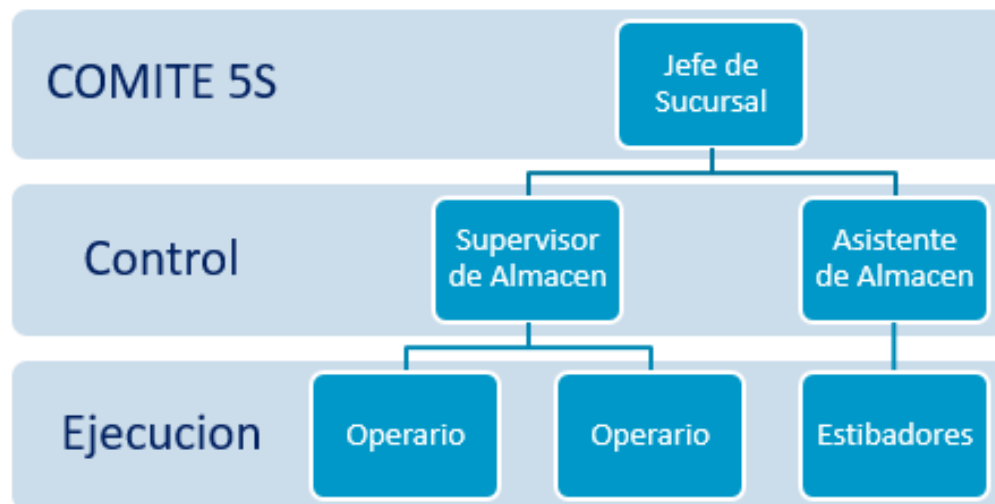 COMITE 5S
Jefe de
Sucursal
Control
Supervisor
de Almacen
Asistente
de Almacen
Ejecucion
Operario
Operario
Estibadores